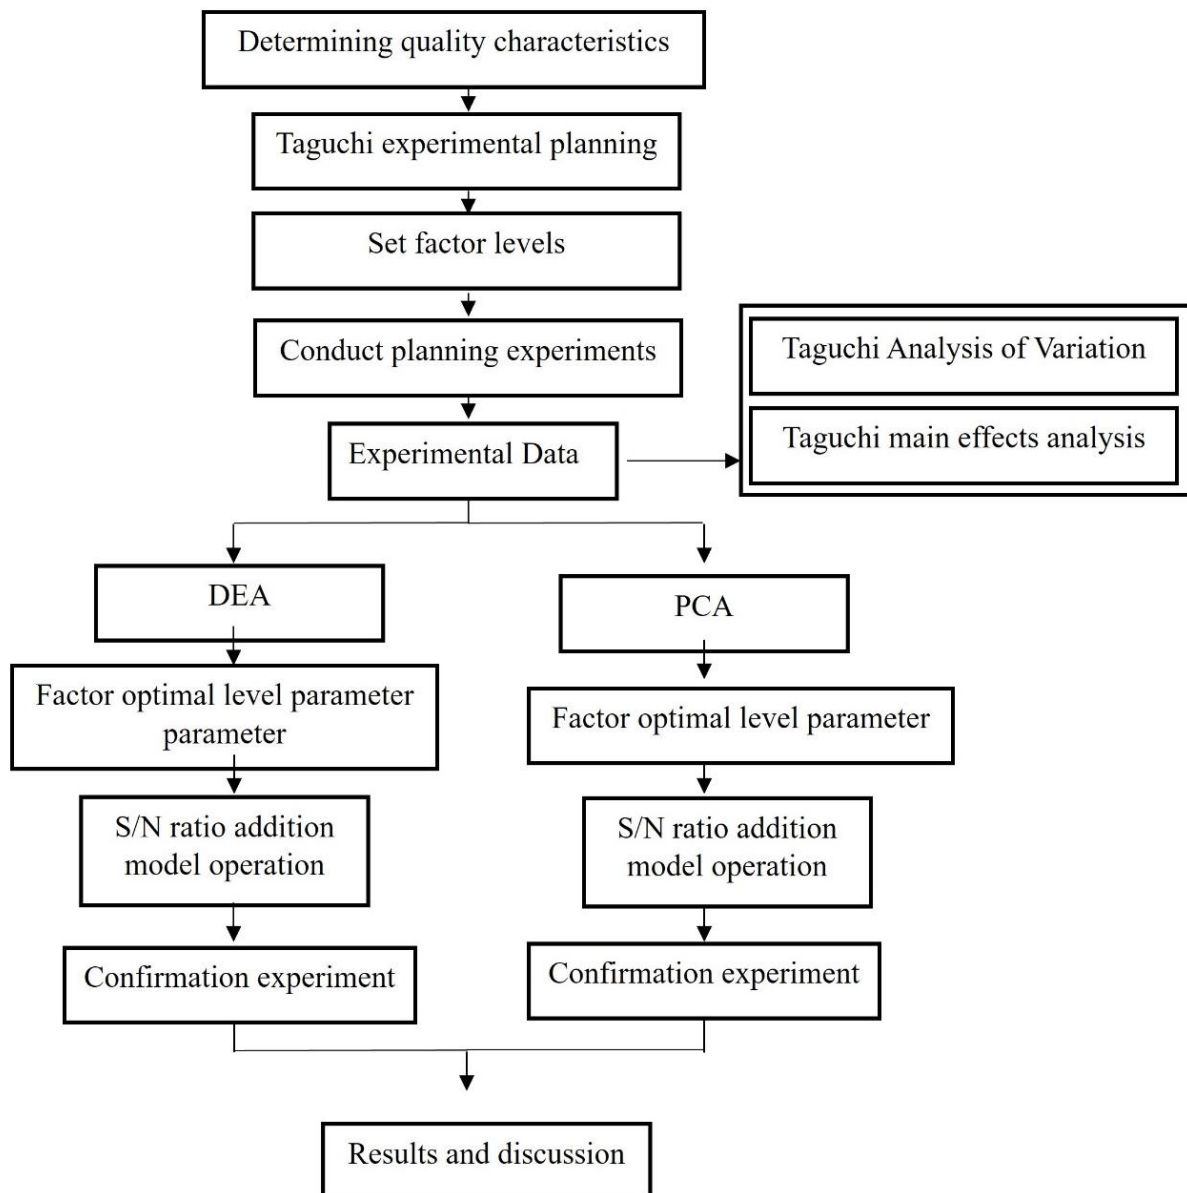 Determining quality characteristics
Taguchi experimental planning
Set factor levels
Conduct planning experiments
Experimental Data
Taguchi Analysis of Variation
Taguchi main effects analysis
DEA
Factor optimal level parameter
parameter
S/N ratio addition
model operation
Confirmation experiment
PCA
Factor optimal level parameter
S/N ratio addition
model operation
Confirmation experiment
Results and discussion